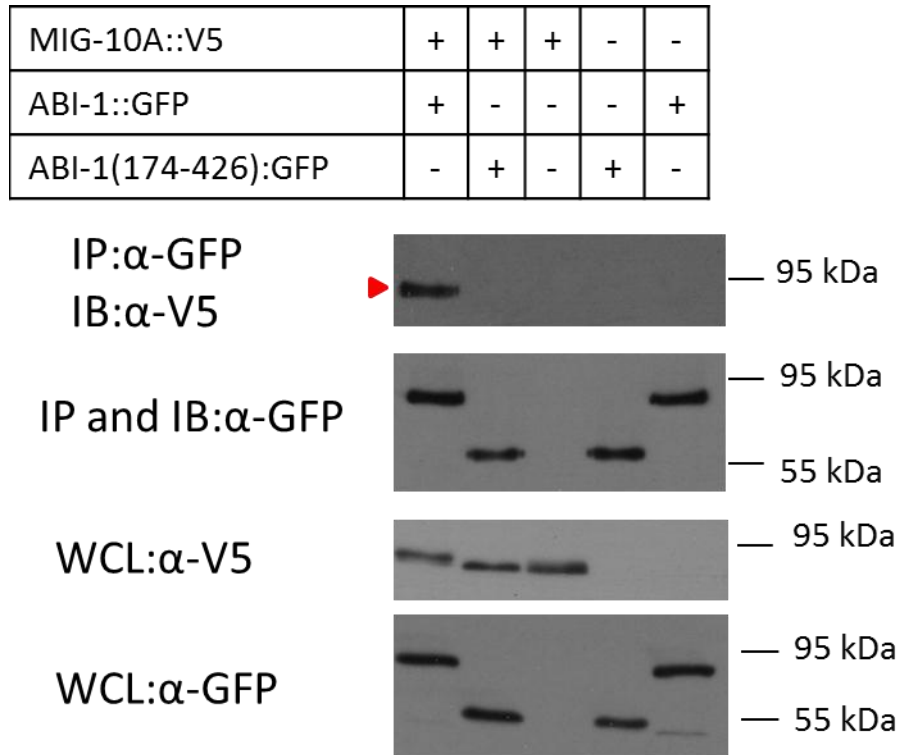 MIG-10A::V5 + + + - -
ABI-1::GFP + - - - +
ABI-1(174-426):GFP - + - + -
IP:α-GFP
IB:α-V5
95 kDa
IP and IB:α-GFP
95 kDa
55 kDa
WCL:α-V5
95 kDa
WCL:α-GFP
95 kDa
55 kDa